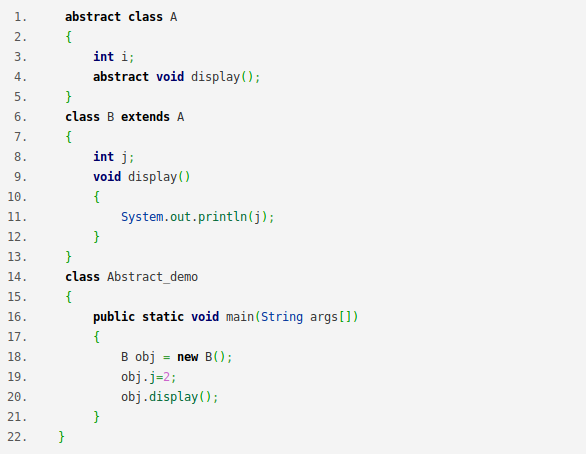 1. abstract class A
2. {
3. int i;
4. abstract void display();
5. }
6. class B extends A
7. {
8. int j;
9. void display()
10. {
11. System.out.println(j);
12. }
13. }
14. class Abstract_demo
15. {
16. public static void main(String args[])
17. {
18. B obj = new B();
19. obj.j=2;
20. obj.display();
21. }
22. }